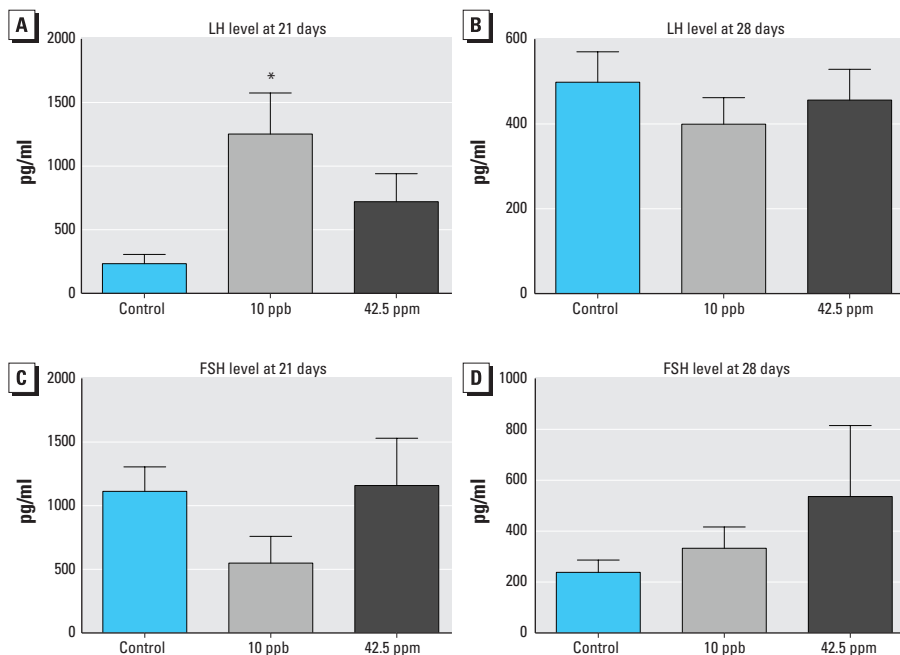 A
LH level at 21 days
2000
1500
1000
500
0
pg/ml
*
Control
10 ppb
42.5 ppm
B
LH level at 28 days
600
400
200
0
pg/ml
Control
10 ppb
42.5 ppm
C
FSH level at 21 days
2000
1500
1000
500
0
pg/ml
Control
10 ppb
42.5 ppm
D
FSH level at 28 days
1000
800
600
400
200
0
pg/ml
Control
10 ppb
42.5 ppm